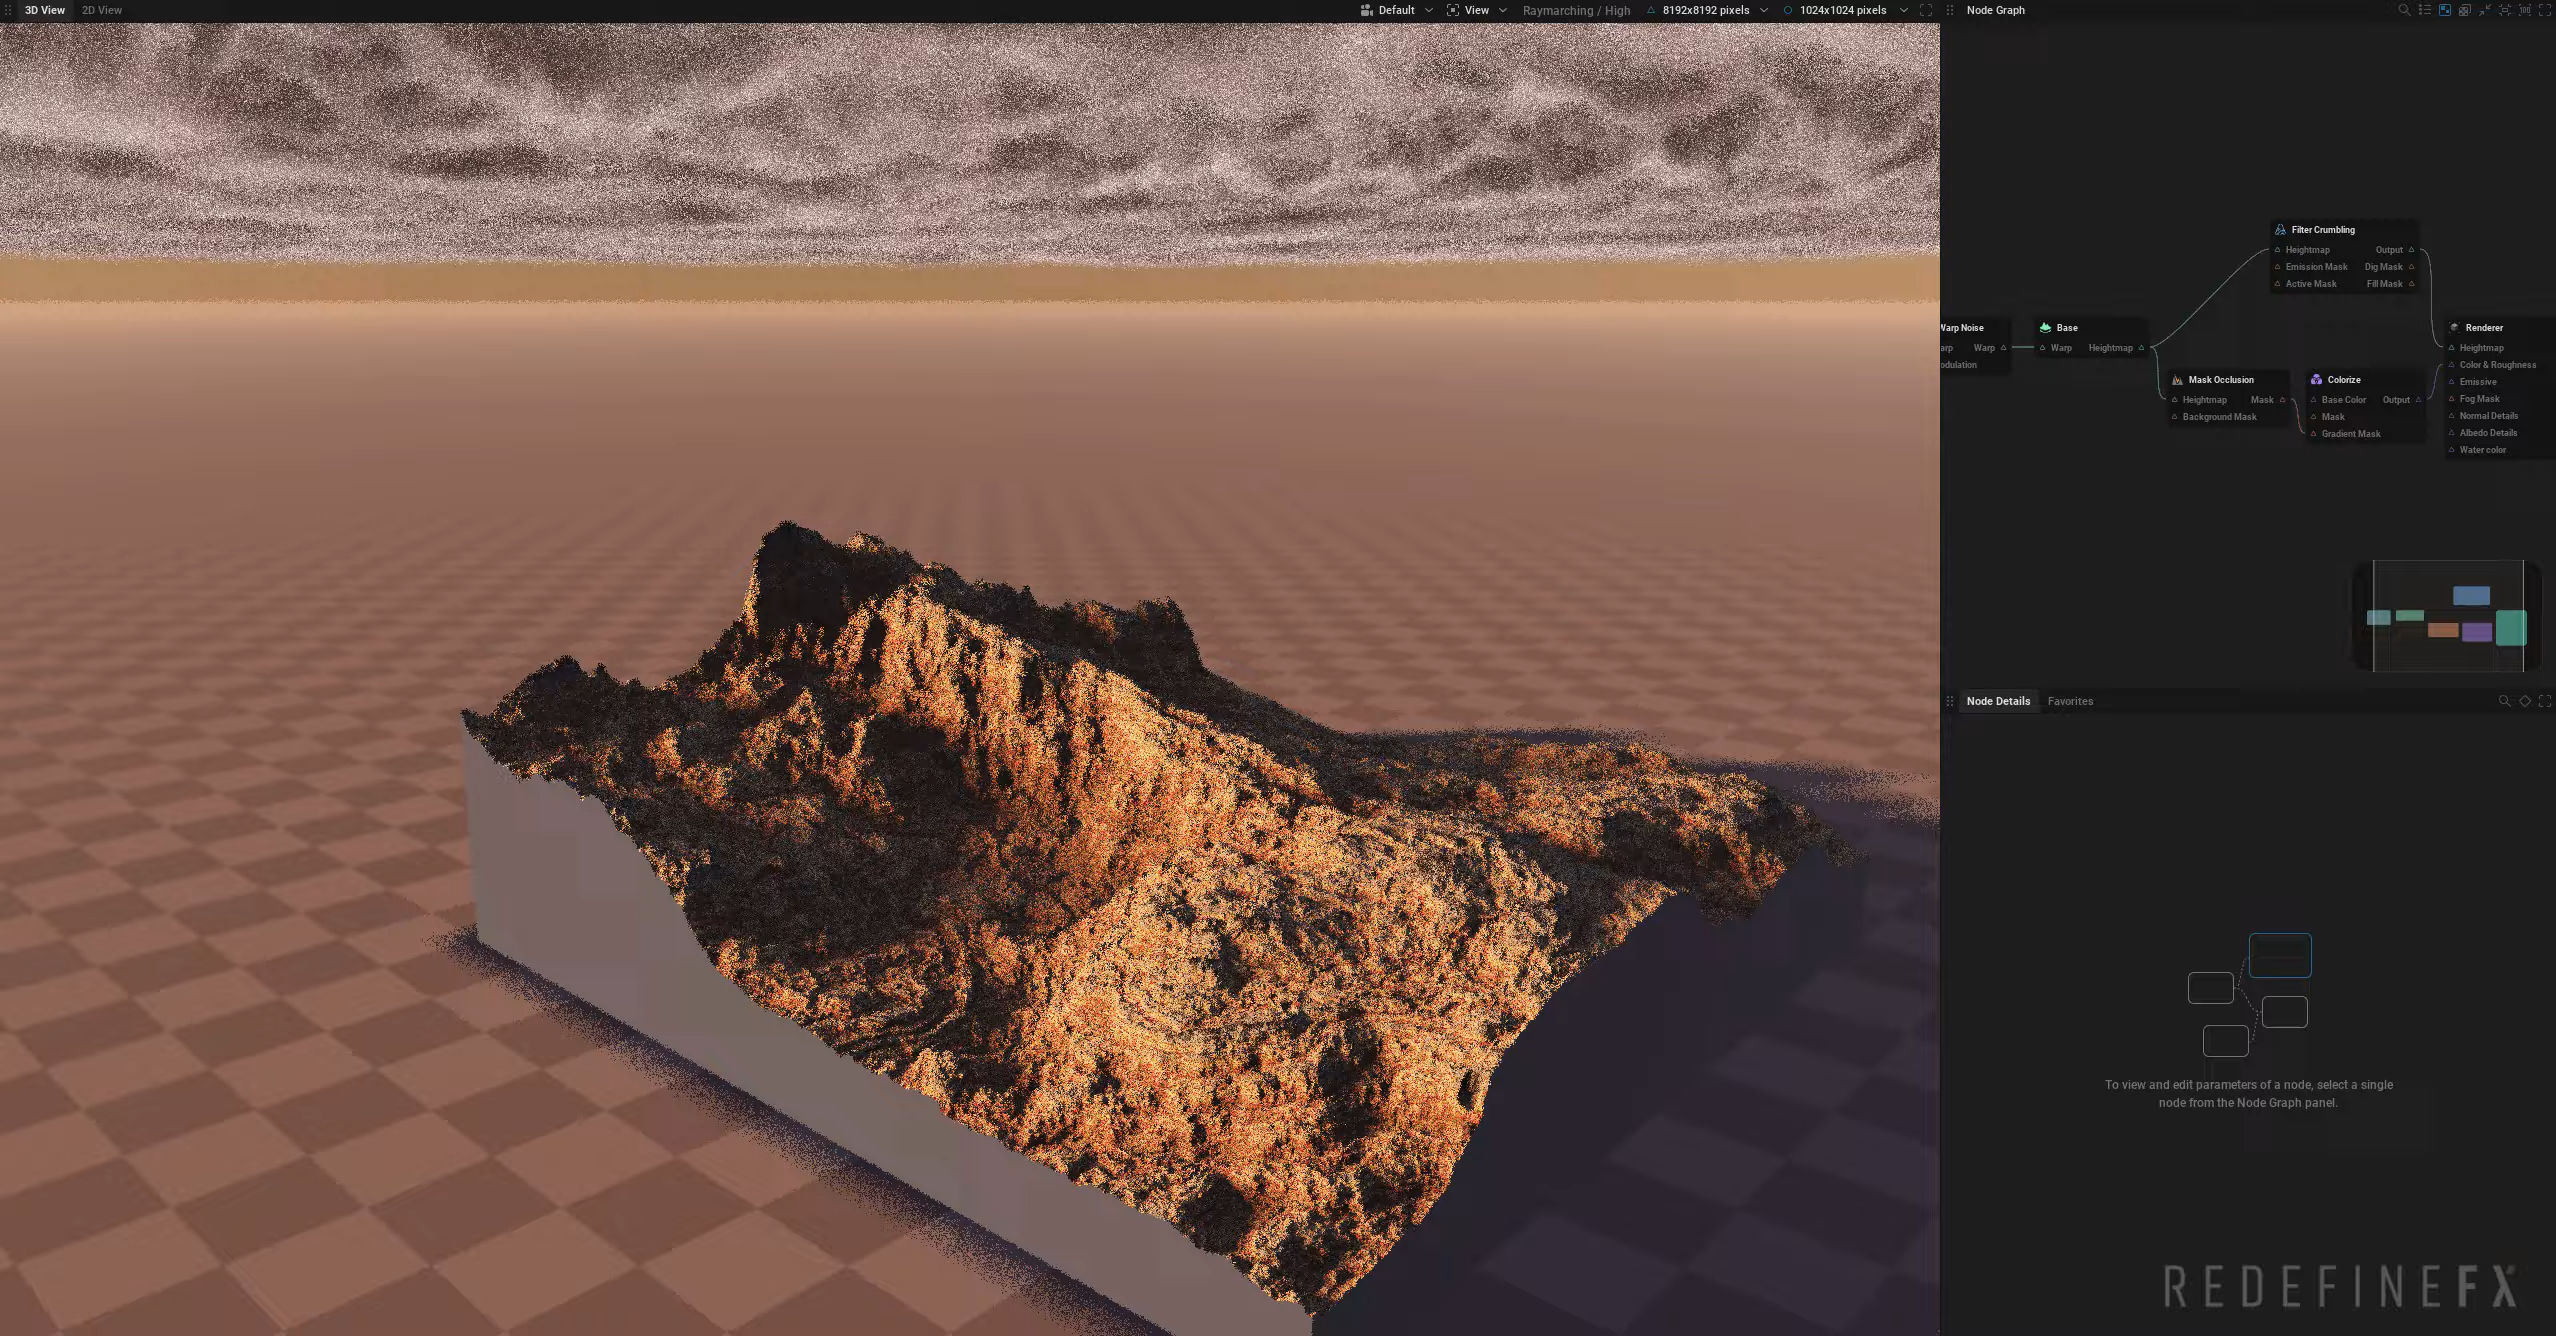 3D View
2D View
Default
View
Raymarching / High
8192x8192 pixels
1024x1024 pixels
Node Graph
Filter Crumbling
Heightmap Output
Emission Mask Dig Mask
Active Mask Fill Mask
Warp Noise
arp Warp
odulation
Base
Warp Heightmap
Mask Occlusion
Heightmap Mask
Background Mask
Colorize
Base Color Output
Mask
Gradient Mask
Renderer
Heightmap
Color & Roughness
Emissive
Fog Mask
Normal Details
Albedo Details
Water color
Node Details
Favorites
To view and edit parameters of a node, select a single
node from the Node Graph panel.
REDEFINEFX